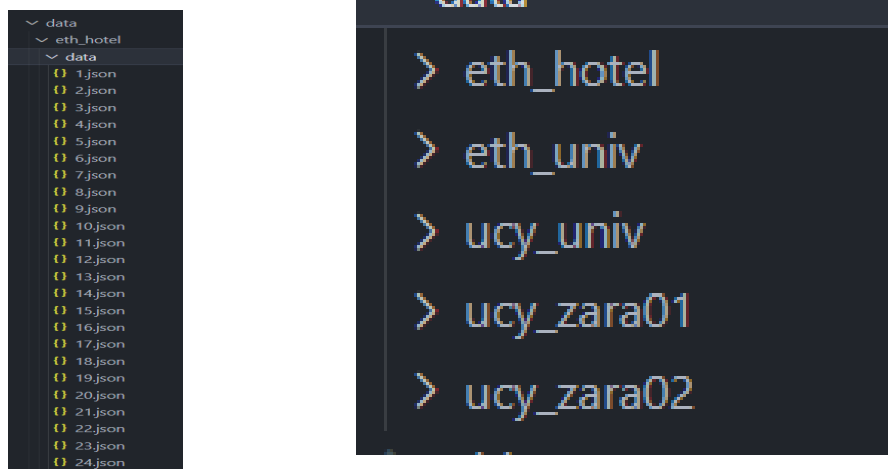 data
eth_hotel
data
{} 1.json
{} 2.json
{} 3.json
{} 4.json
{} 5.json
{} 6.json
{} 7.json
{} 8.json
{} 9.json
{} 10.json
{} 11.json
{} 12.json
{} 13.json
{} 14.json
{} 15.json
{} 16.json
{} 17.json
{} 18.json
{} 19.json
{} 20.json
{} 21.json
{} 22.json
{} 23.json
{} 24.json
data
eth_hotel
eth_univ
ucy_univ
ucy_zara01
ucy_zara02